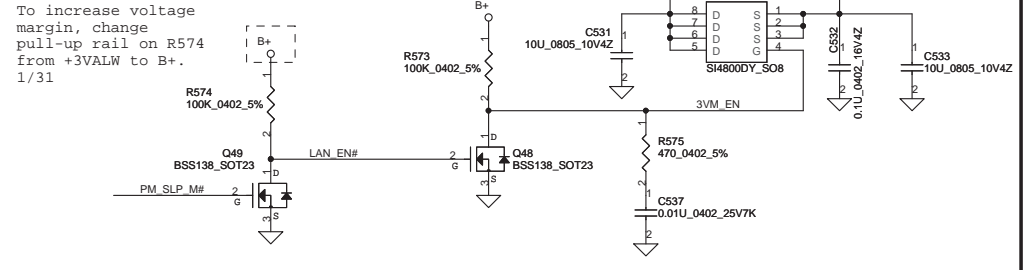 To increase voltage
margin, change
pull-up rail on R574
from +3VALW to B+.
1/31
B+
1
R574
100K_0402_5%
2
Q49
BSS138_SOT23
1
D
PM_SLP_M#
2
G
3
S
LAN_EN#
B+
1
R573
100K_0402_5%
2
1
D
2
G
Q48
BSS138_SOT23
3
S
C531
10U_0805_10V4Z
1
2
8
D
S
1
7
D
S
2
6
D
S
3
5
D
G
4
SI4800DY_SO8
3VM_EN
1
R575
470_0402_5%
2
1
C537
0.01U_0402_25V7K
2
C532
0.1U_0402_16V4Z
1
2
1
C533
10U_0805_10V4Z
2